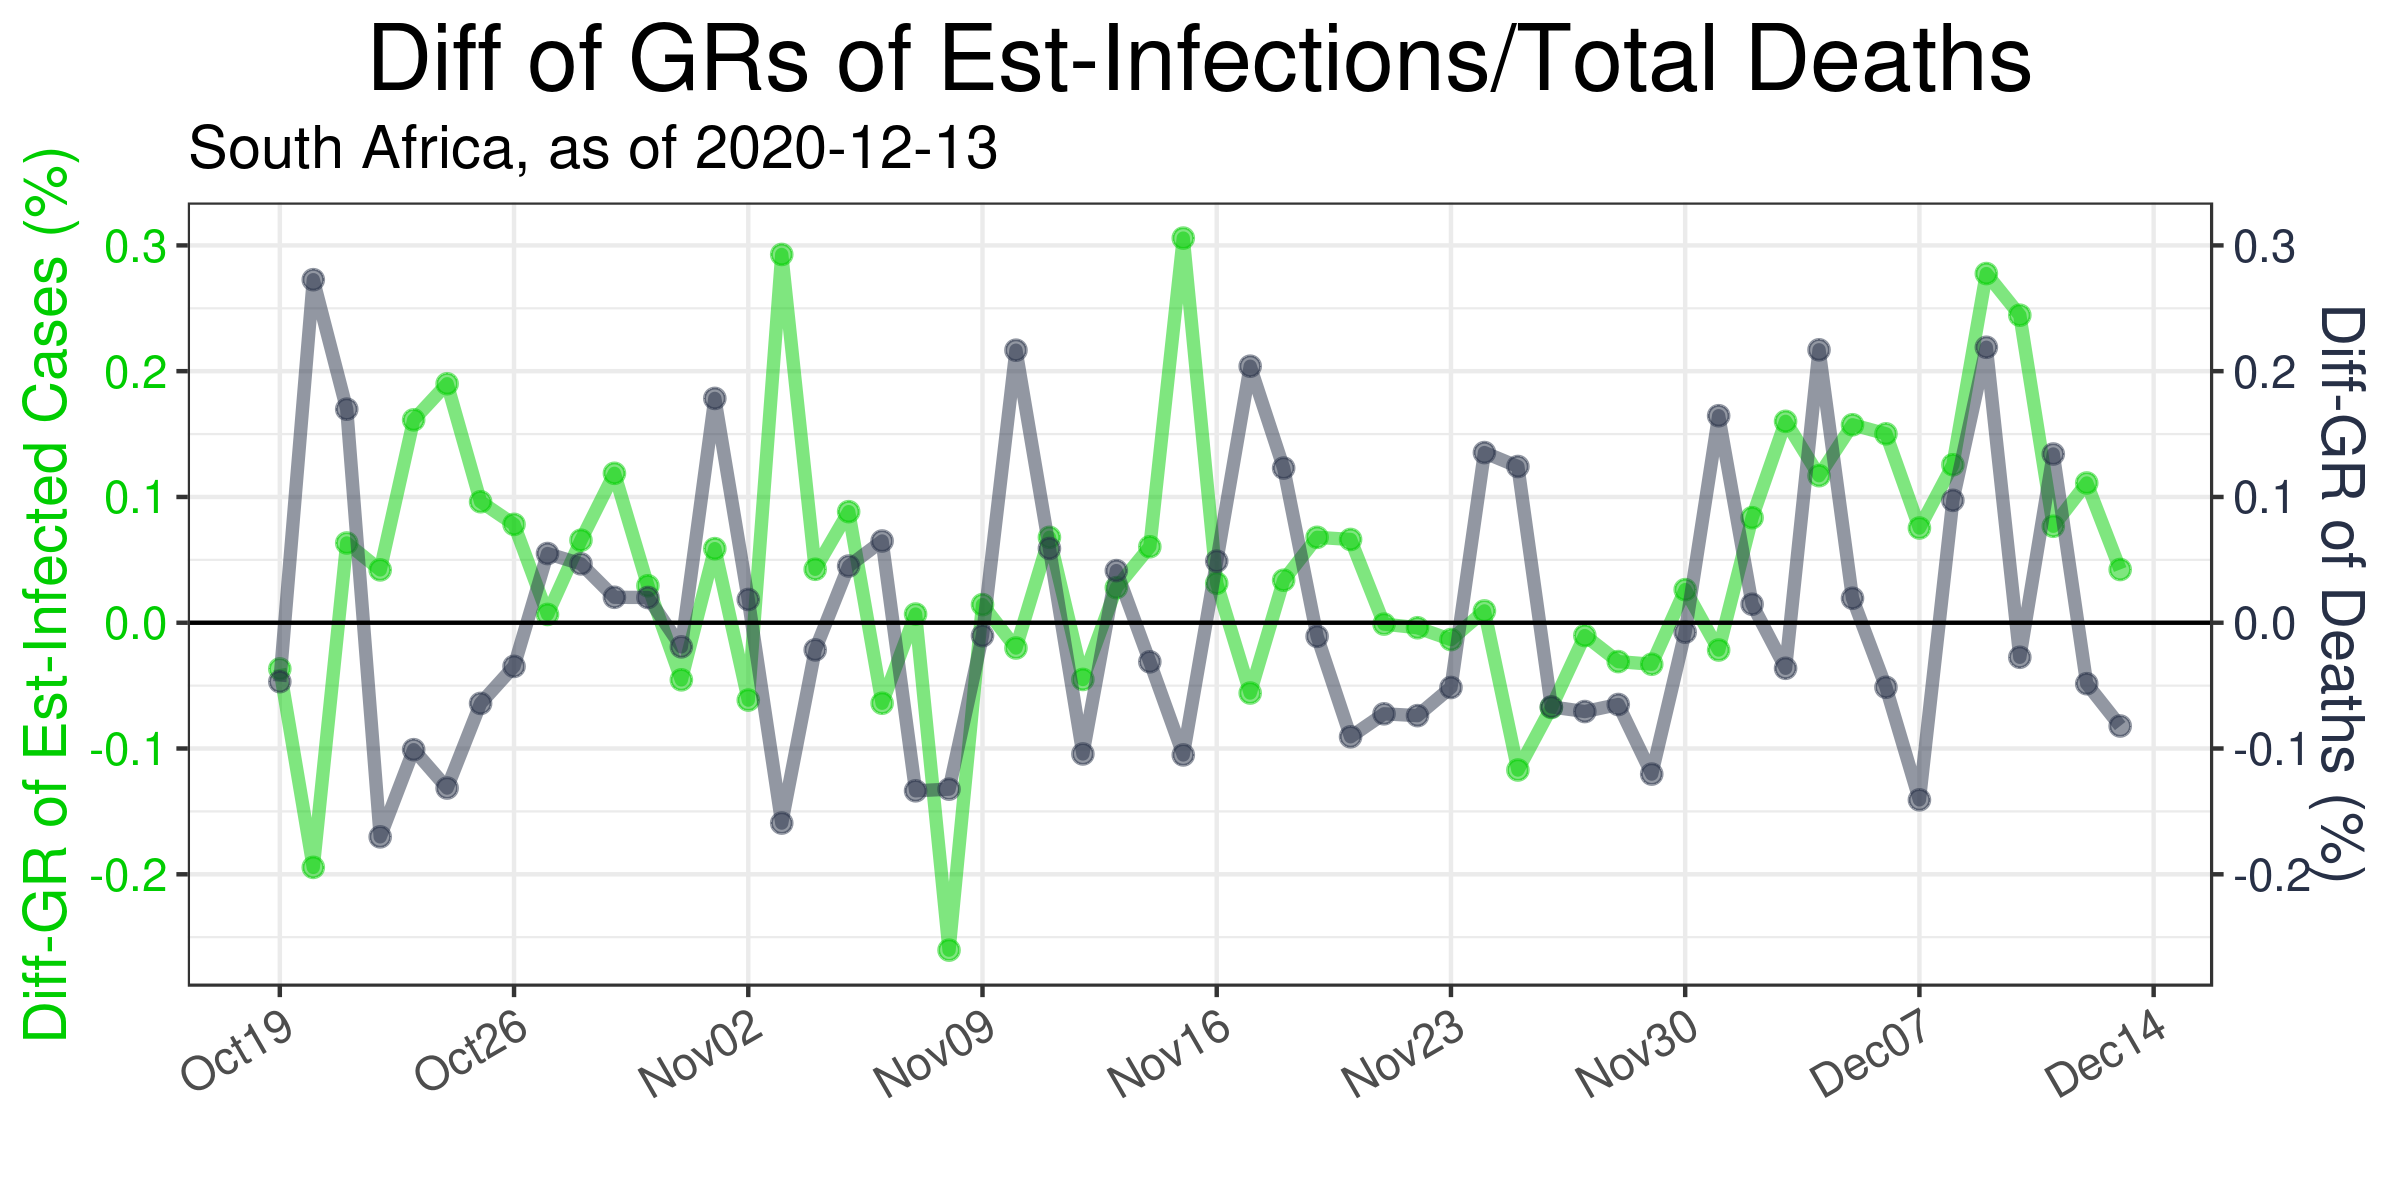 Diff of GRs of Est-Infections/Total Deaths
South Africa, as of 2020-12-13
Diff-GR of Est-Infected Cases (%)
0.3
0.2
0.1
0.0
-0.1
-0.2
0.3
0.2
0.1
0.0
-0.1
-0.2
Diff-GR of Deaths (%)
Oct19
Oct26
Nov02
Nov09
Nov16
Nov23
Nov30
Dec07
Dec14